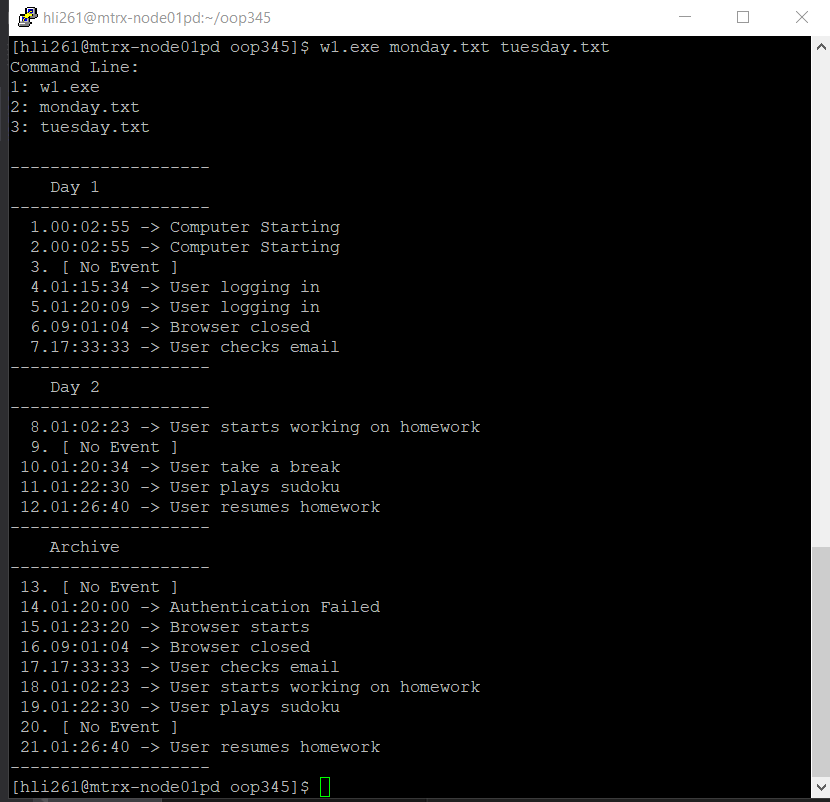 hli261@mtrx-node01pd:~/oop345
[hli261@mtrx-node01pd oop345]$ w1.exe monday.txt tuesday.txt
Command Line:
1: w1.exe
2: monday.txt
3: tuesday.txt

--------------------
    Day 1
--------------------
  1.00:02:55 -> Computer Starting
  2.00:02:55 -> Computer Starting
  3. [ No Event ]
  4.01:15:34 -> User logging in
  5.01:20:09 -> User logging in
  6.09:01:04 -> Browser closed
  7.17:33:33 -> User checks email
--------------------
    Day 2
--------------------
  8.01:02:23 -> User starts working on homework
  9. [ No Event ]
 10.01:20:34 -> User take a break
 11.01:22:30 -> User plays sudoku
 12.01:26:40 -> User resumes homework
--------------------
    Archive
--------------------
 13. [ No Event ]
 14.01:20:00 -> Authentication Failed
 15.01:23:20 -> Browser starts
 16.09:01:04 -> Browser closed
 17.17:33:33 -> User checks email
 18.01:02:23 -> User starts working on homework
 19.01:22:30 -> User plays sudoku
 20. [ No Event ]
 21.01:26:40 -> User resumes homework
--------------------
[hli261@mtrx-node01pd oop345]$